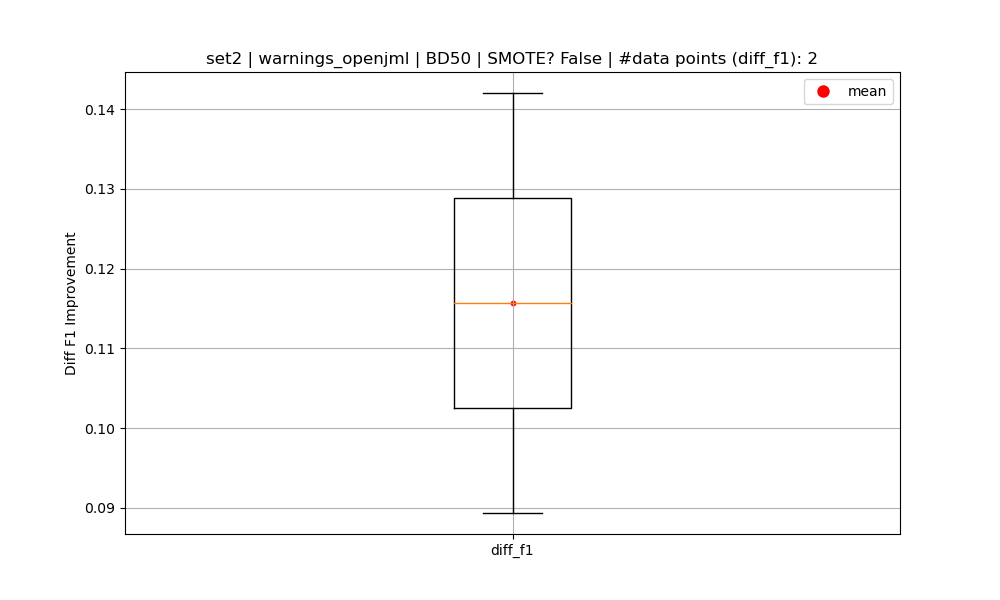 set2 | warnings_openjml | BD50 | SMOTE? False | #data points (diff_f1): 2
mean
0.14
0.13
0.12
0.11
0.10
0.09
Diff F1 Improvement
diff_f1